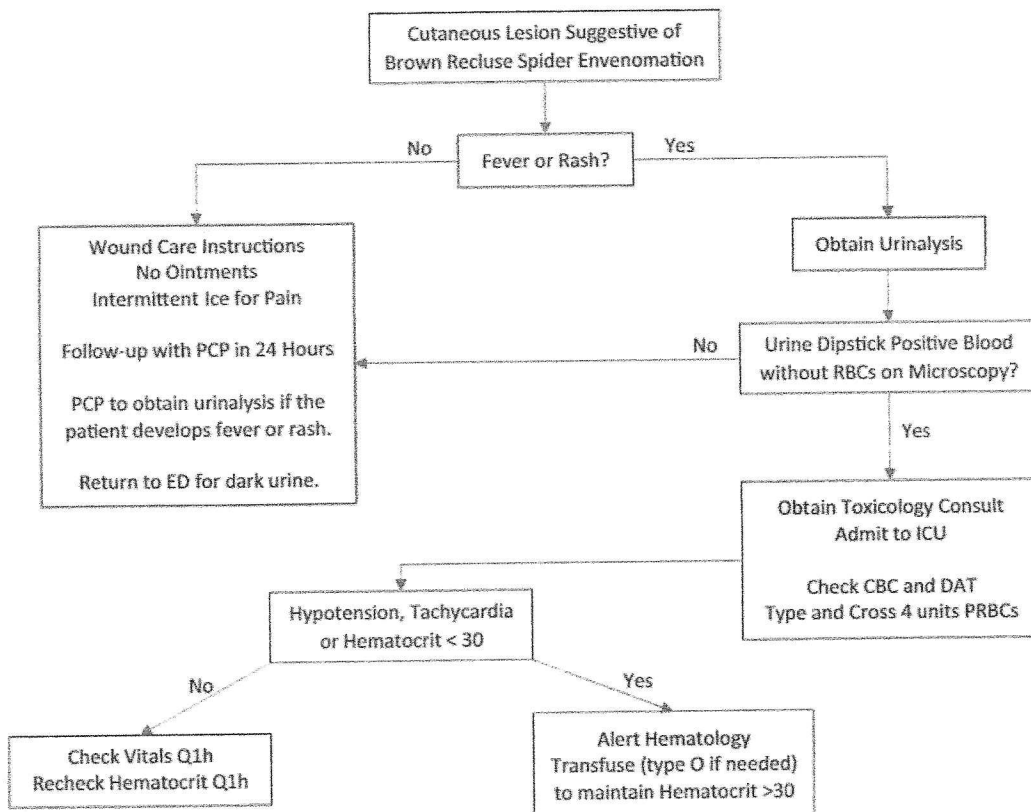 Cutaneous Lesion Suggestive of
Brown Recluse Spider Envenomation
No
Fever or Rash?
Yes
Wound Care Instructions
No Ointments
Intermittent Ice for Pain
Follow-up with PCP in 24 Hours
PCP to obtain urinalysis if the
patient develops fever or rash.
Return to ED for dark urine.
Obtain Urinalysis
No
Urine Dipstick Positive Blood
without RBCs on Microscopy?
Yes
Obtain Toxicology Consult
Admit to ICU
Check CBC and DAT
Type and Cross 4 units PRBCs
Hypotension, Tachycardia
or Hematocrit < 30
No
Yes
Check Vitals Q1h
Recheck Hematocrit Q1h
Alert Hematology
Transfuse (type O if needed)
to maintain Hematocrit >30